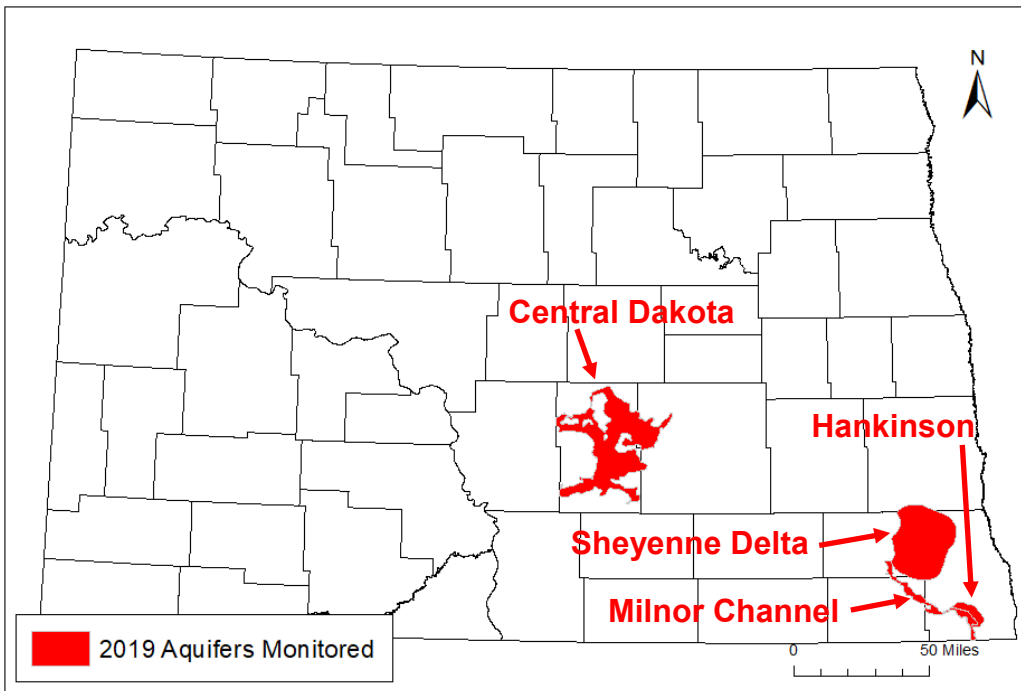 N
Central Dakota
Hankinson
Sheyenne Delta
Milnor Channel
2019 Aquifers Monitored
0 50 Miles